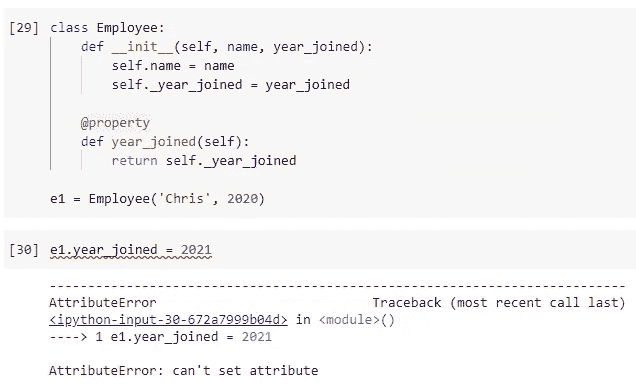 [29] class Employee:
    def __init__(self, name, year_joined):
        self.name = name
        self._year_joined = year_joined

    @property
    def year_joined(self):
        return self._year_joined

e1 = Employee('Chris', 2020)

[30] e1.year_joined = 2021

---------------------------------------------------------------------------
AttributeError                            Traceback (most recent call last)
<ipython-input-30-672a7999b04d> in <module>()
----> 1 e1.year_joined = 2021

AttributeError: can't set attribute